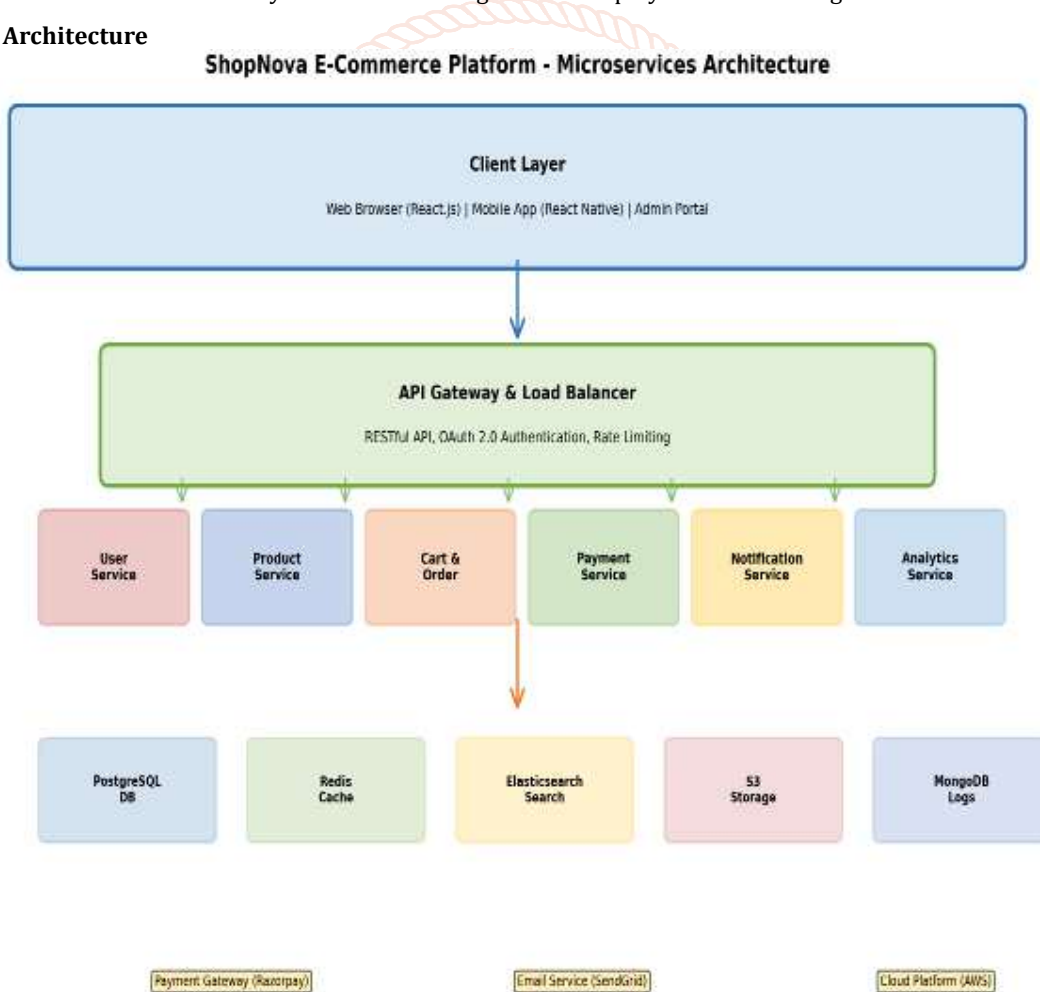 Architecture
ShopNova E-Commerce Platform - Microservices Architecture
Client Layer
Web Browser (React.js) | Mobile App (React Native) | Admin Portal
API Gateway & Load Balancer
RESTful API, OAuth 2.0 Authentication, Rate Limiting
User
Service
Product
Service
Cart &
Order
Payment
Service
Notification
Service
Analytics
Service
PostgreSQL
DB
Redis
Cache
Elasticsearch
Search
S3
Storage
MongoDB
Logs
Payment Gateway (Razorpay)
Email Service (SendGrid)
Cloud Platform (AWS)